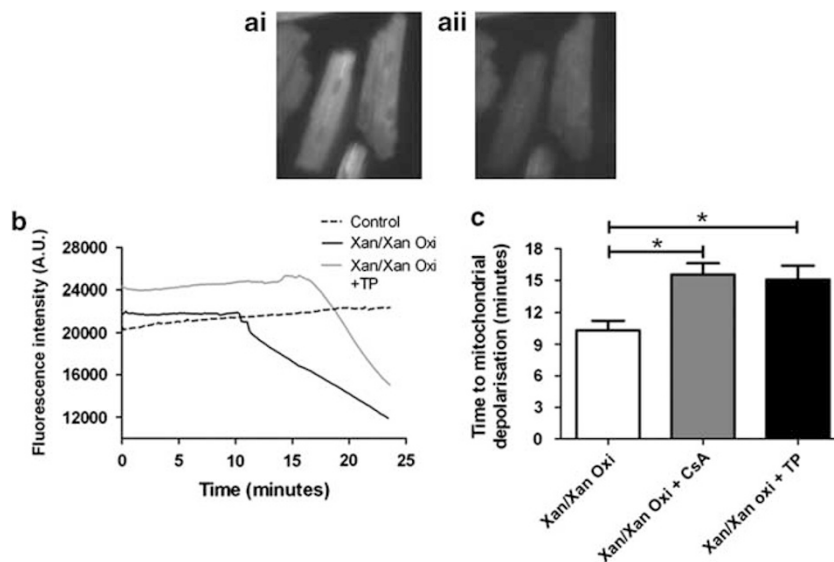 ai
aii
b
Control
Xan/Xan Oxi
Xan/Xan Oxi
+TP
Fluorescence intensity (A.U.)
28000
24000
20000
16000
12000
0
5
10
15
20
25
Time (minutes)
c
*
*
Time to mitochondrial
depolarisation (minutes)
18
15
12
9
6
3
0
Xan/Xan Oxi
Xan/Xan Oxi + CsA
Xan/Xan oxi + TP